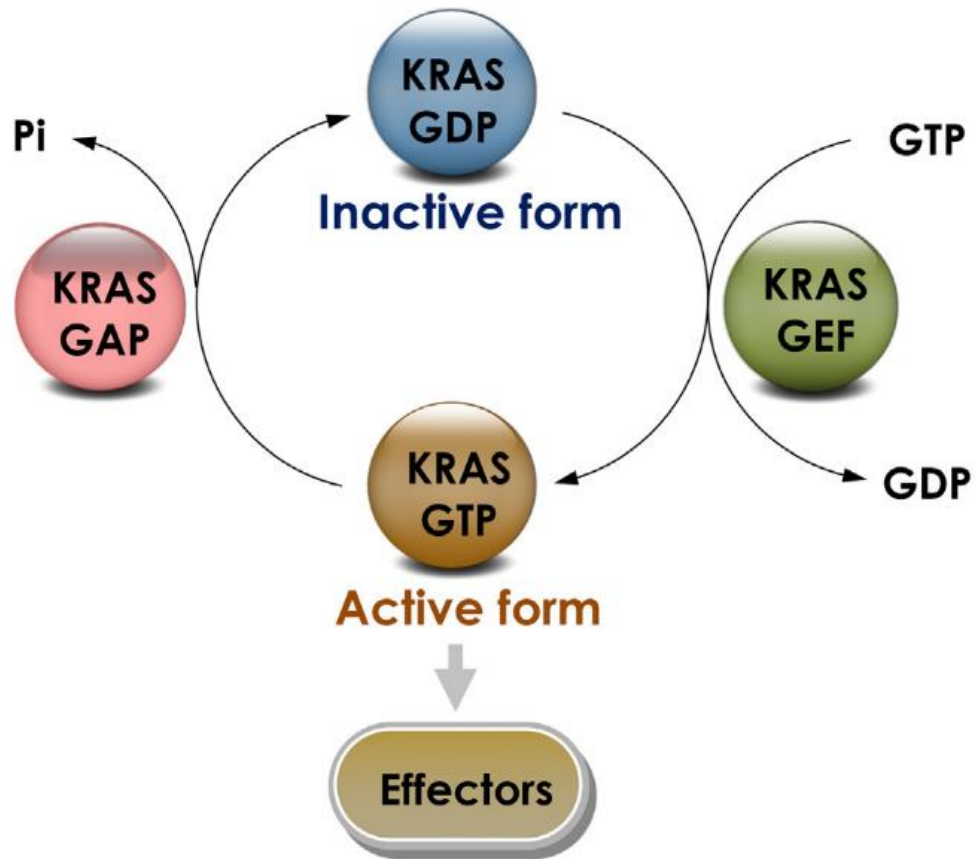 KRAS
GDP
Inactive form
Pi
GTP
KRAS
GAP
KRAS
GEF
KRAS
GTP
GDP
Active form
Effectors